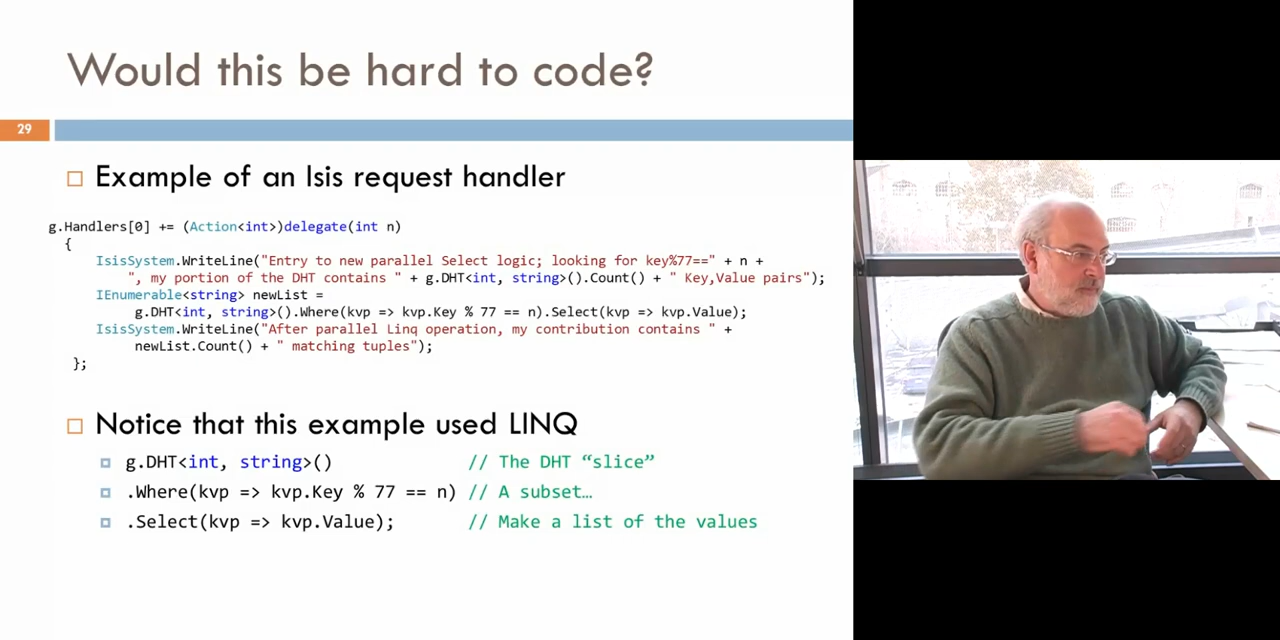 Would this be hard to code?
29
Example of an Isis request handler
g.Handlers[0] += (Action<int>)delegate(int n)
{
IsisSystem.WriteLine("Entry to new parallel Select logic; looking for key%77==" + n +
", my portion of the DHT contains " + g.DHT<int, string>().Count() + " Key,Value pairs");
IEnumerable<string> newList =
g.DHT<int, string>().Where(kvp => kvp.Key % 77 == n).Select(kvp => kvp.Value);
IsisSystem.WriteLine("After parallel Linq operation, my contribution contains " +
newList.Count() + " matching tuples");
};
Notice that this example used LINQ
g.DHT<int, string>() // The DHT “slice”
.Where(kvp => kvp.Key % 77 == n) // A subset…
.Select(kvp => kvp.Value); // Make a list of the values